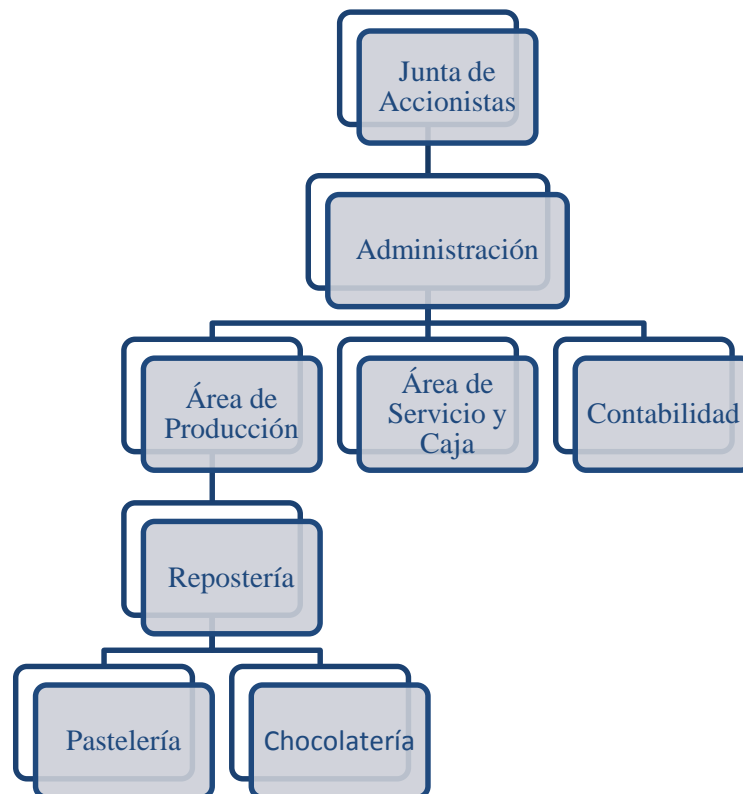 Junta de
Accionistas
Administración
Área de
Producción
Área de
Servicio y
Caja
Contabilidad
Repostería
Pastelería
Chocolatería